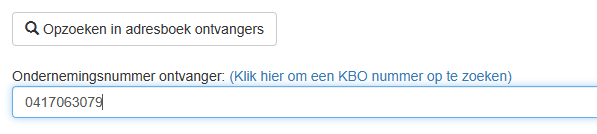 Opzoeken in adresboek ontvangers
Ondernemingsnummer ontvanger: (Klik hier om een KBO nummer op te zoeken)
0417063079